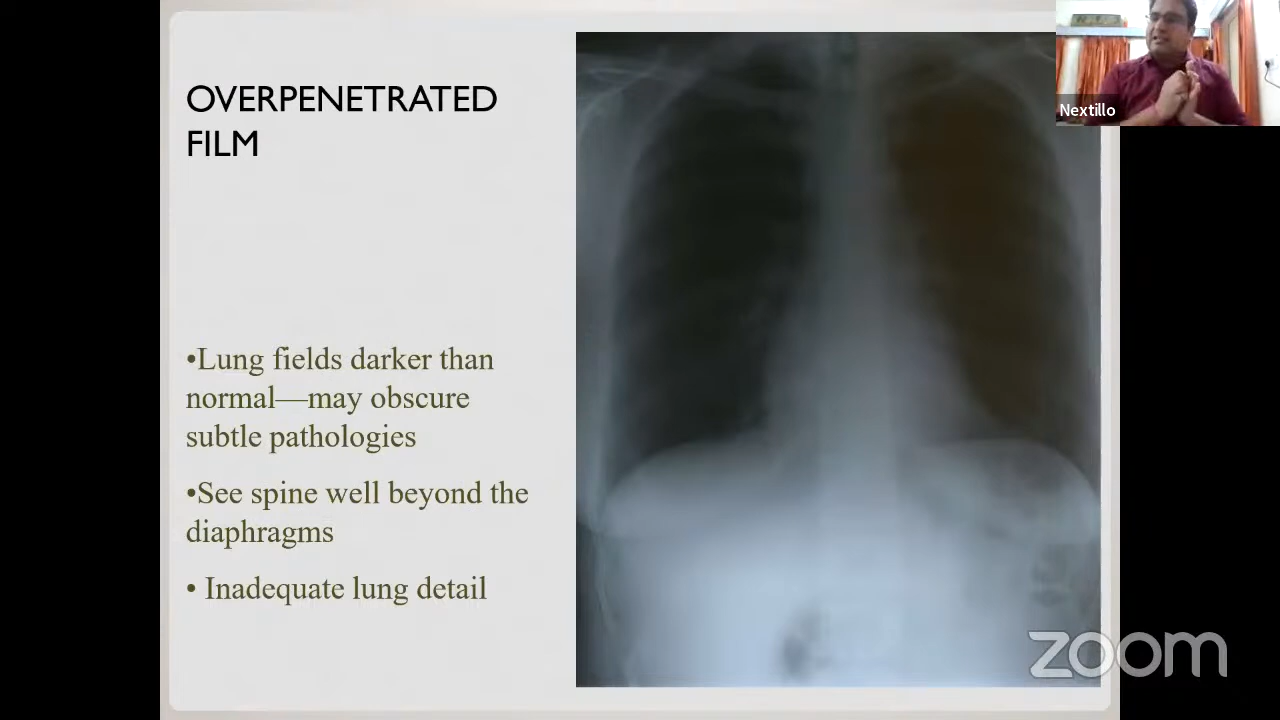 OVERPENETRATED
FILM
•Lung fields darker than
normal—may obscure
subtle pathologies
•See spine well beyond the
diaphragms
• Inadequate lung detail
Nextillo
zoom